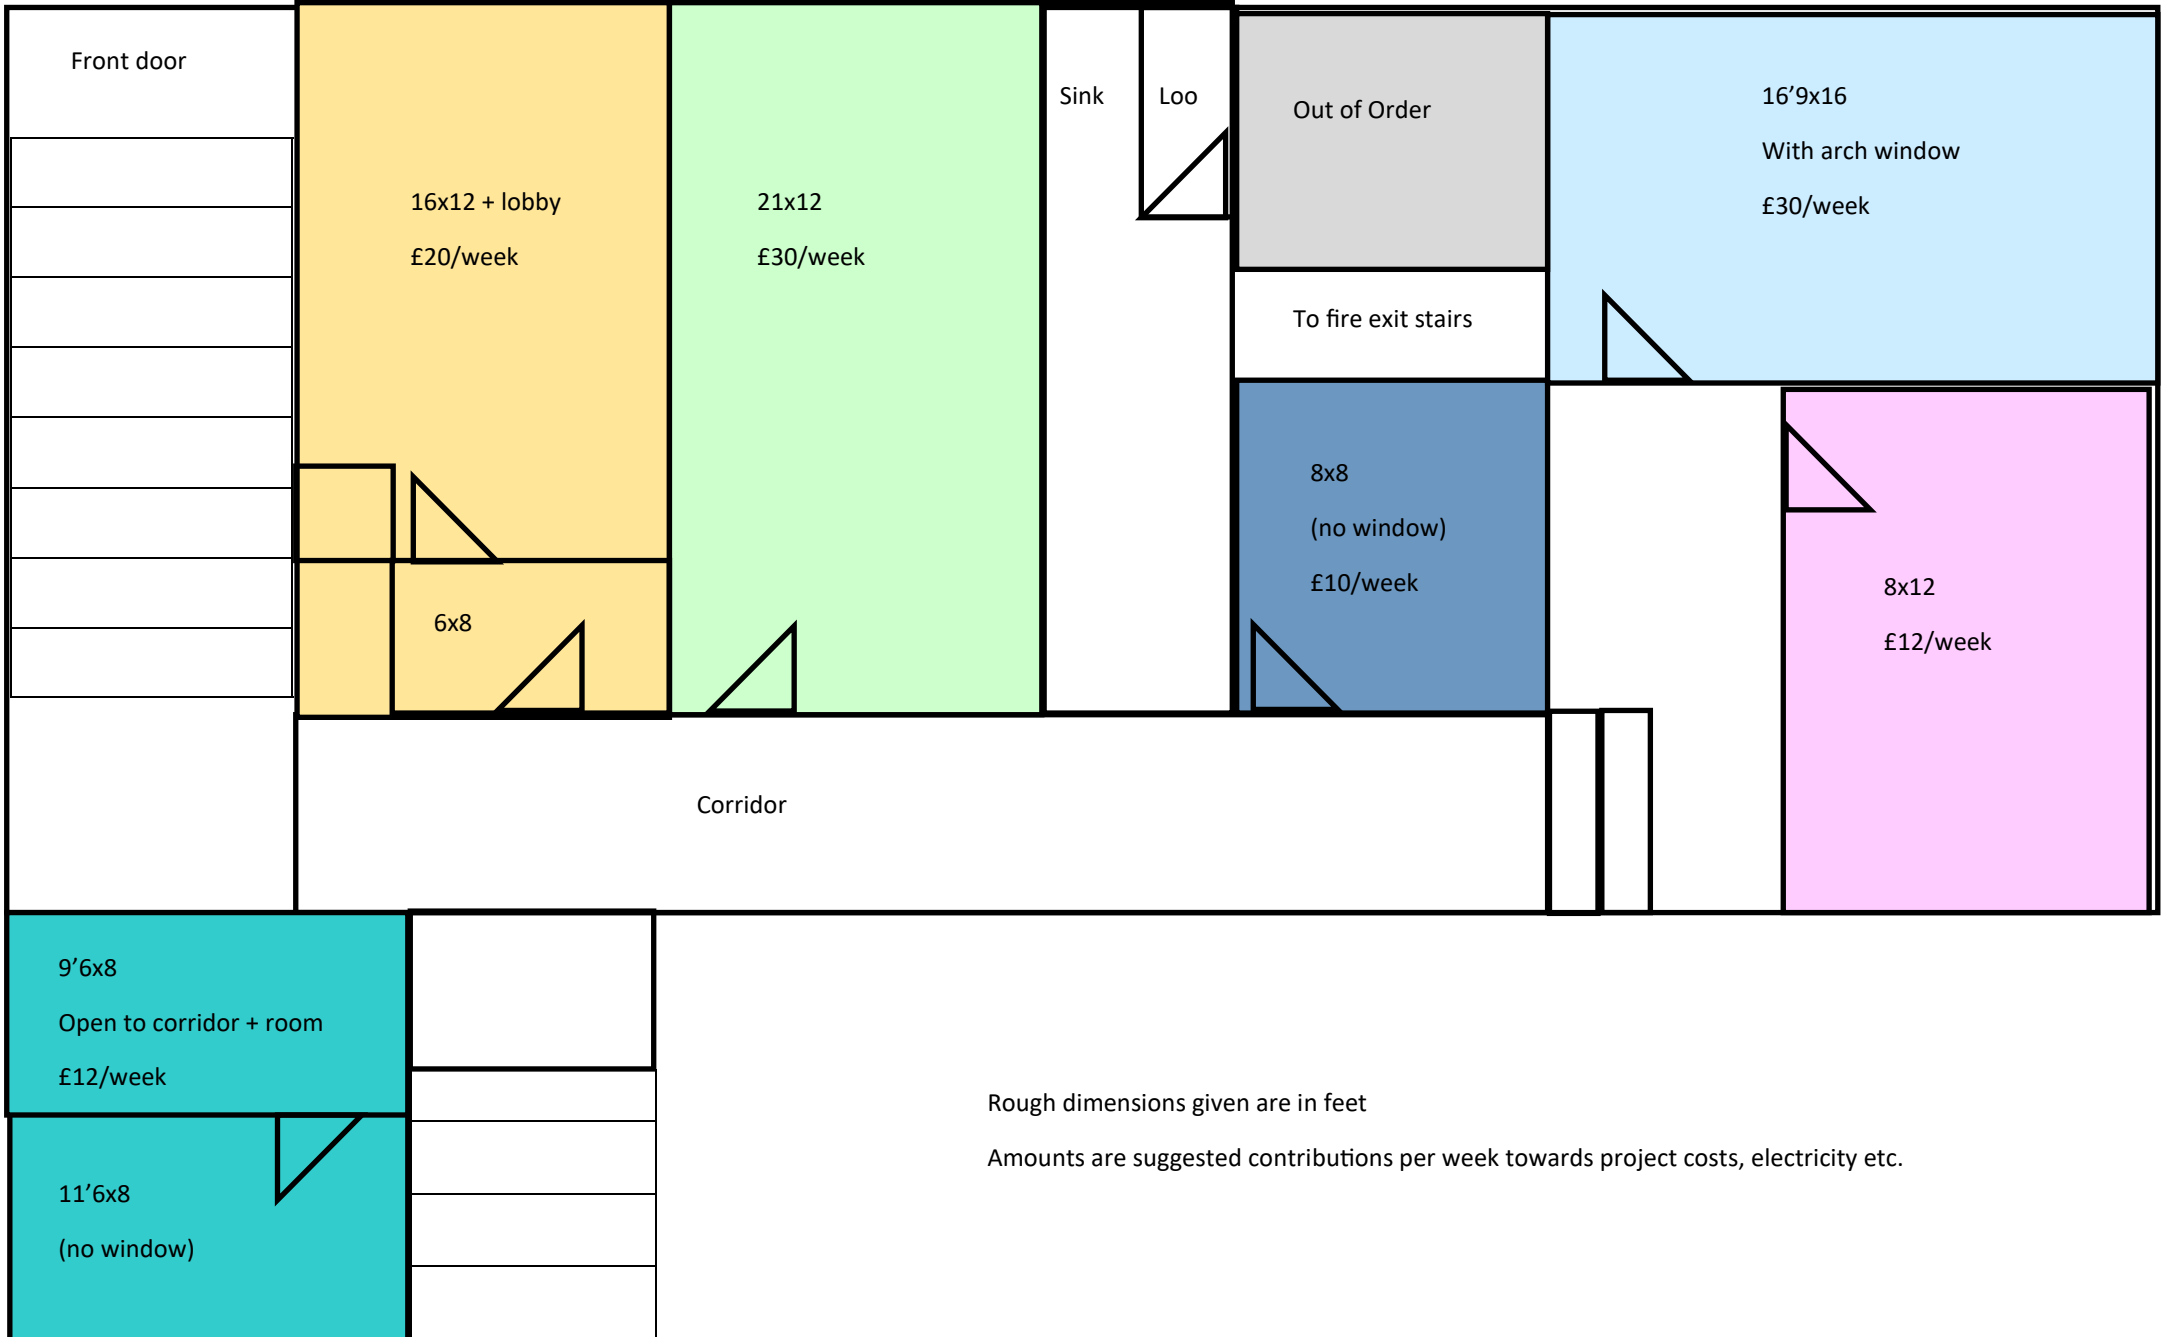 Front door
16x12 + lobby
£20/week
6x8
21x12
£30/week
Sink
Loo
Out of Order
To fire exit stairs
16’9x16
With arch window
£30/week
8x8
(no window)
£10/week
8x12
£12/week
Corridor
9’6x8
Open to corridor + room
£12/week
11’6x8
(no window)
Rough dimensions given are in feet
Amounts are suggested contributions per week towards project costs, electricity etc.